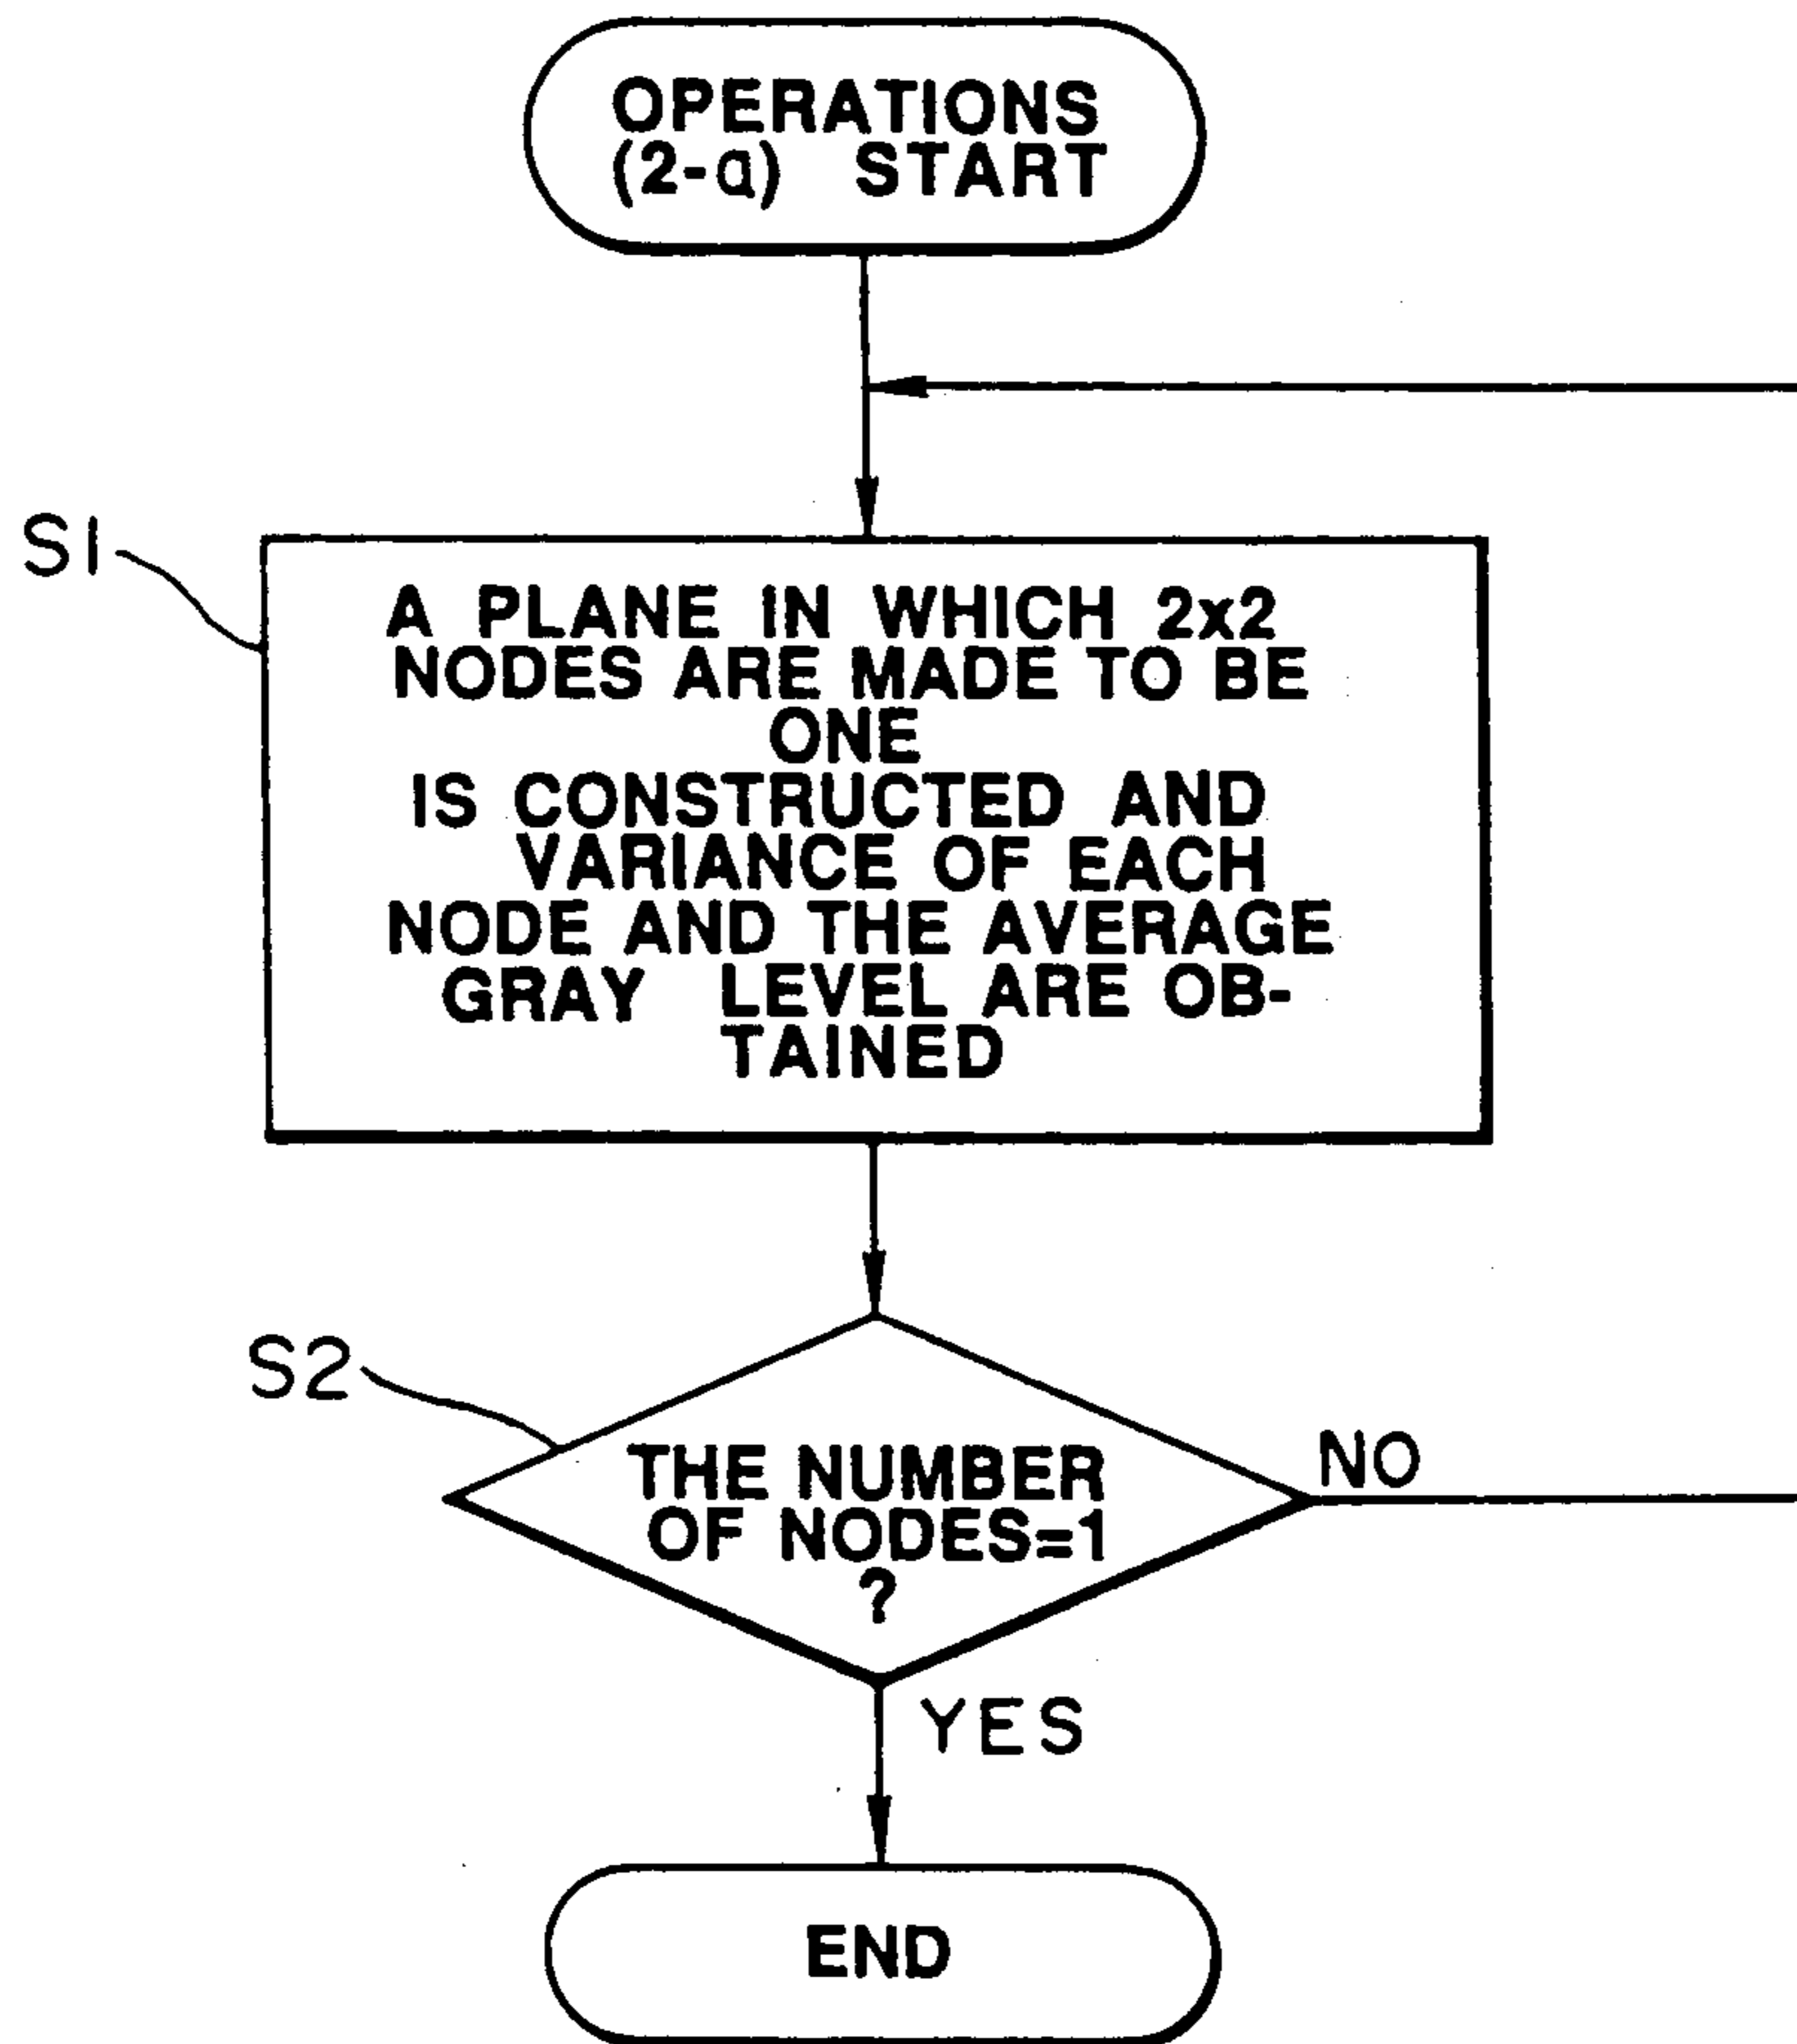 OPERATIONS
(2-a) START
S1
A PLANE IN WHICH 2x2
NODES ARE MADE TO BE
ONE
IS CONSTRUCTED AND
VARIANCE OF EACH
NODE AND THE AVERAGE
GRAY LEVEL ARE OB-
TAINED
S2
THE NUMBER
OF NODES=1
?
NO
YES
END